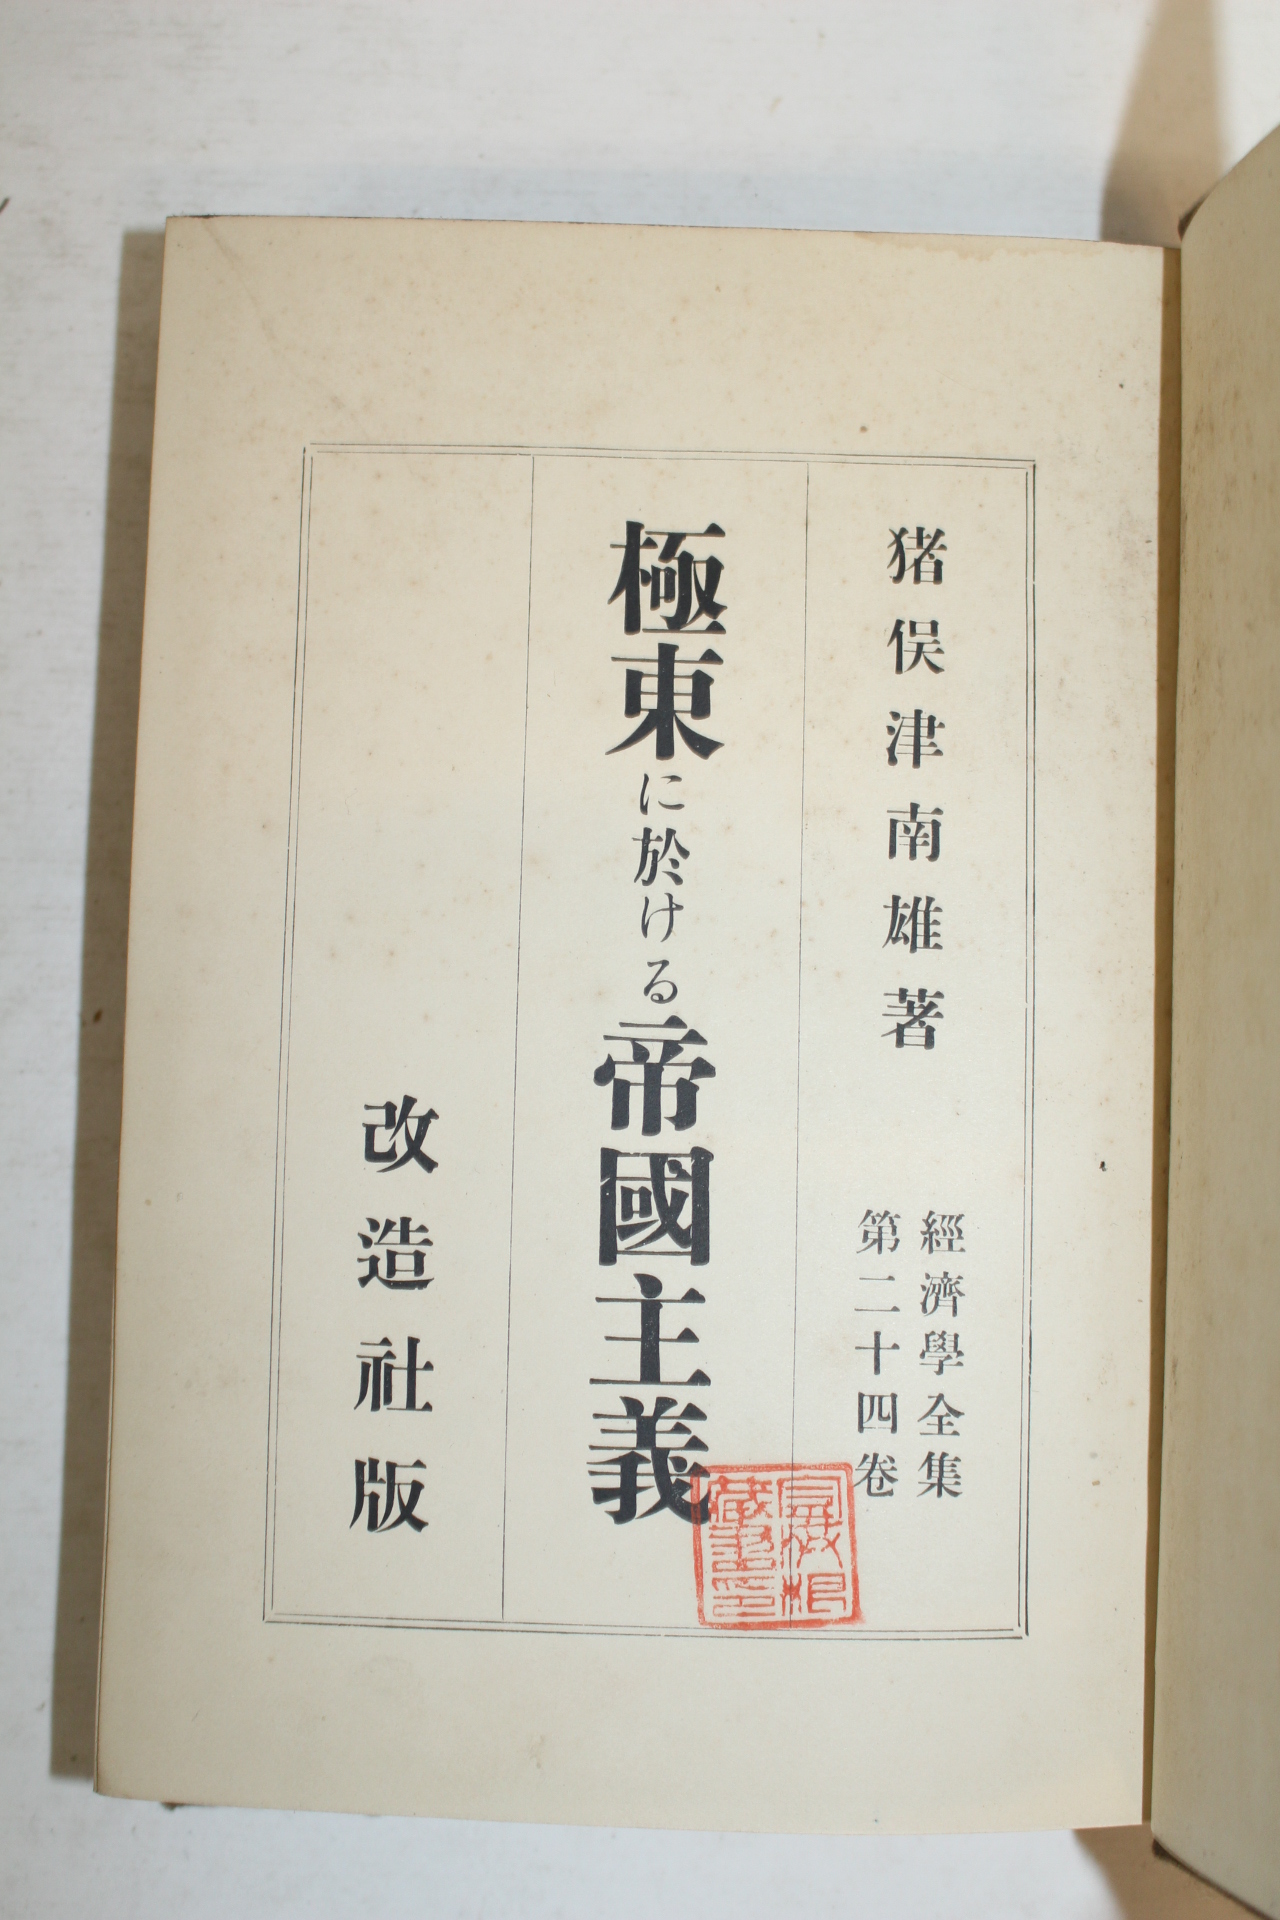 猪俣津南雄著
經濟學全集
第二十四卷
極東に於ける帝國主義
改造社版